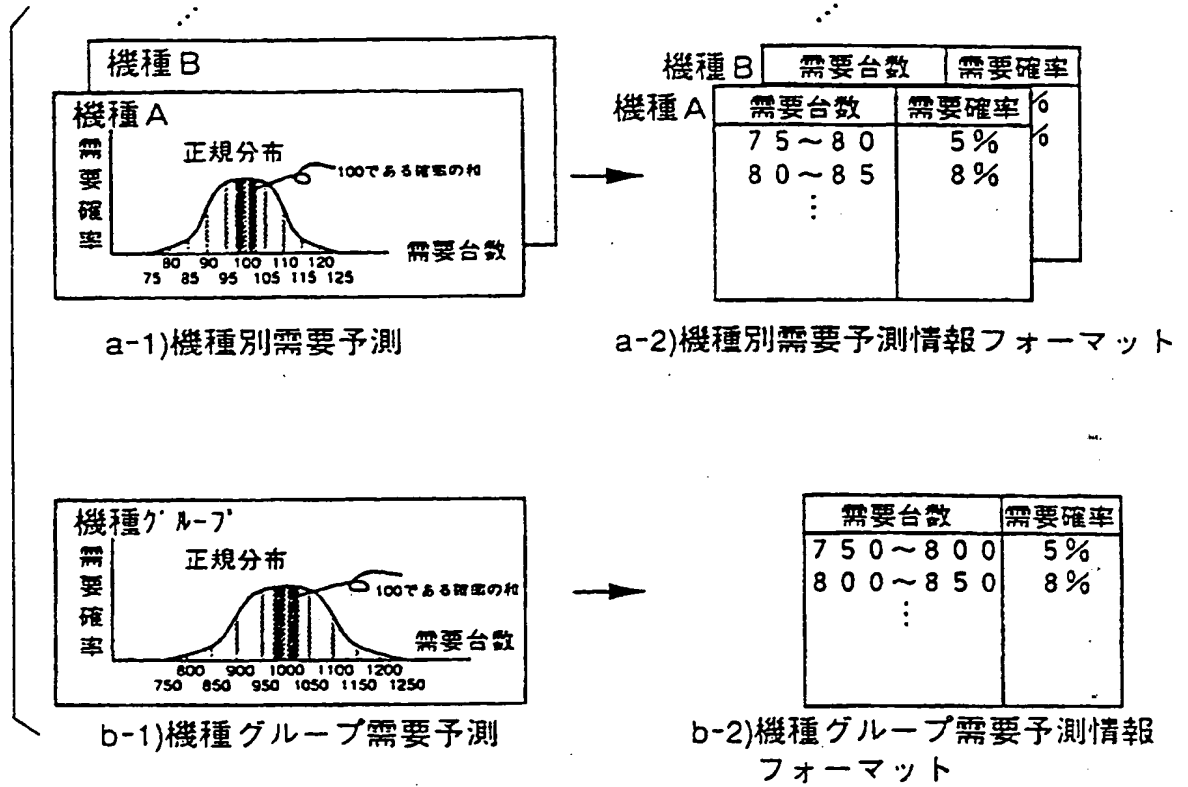 機種B
機種A
需要確率
正規分布
100である確率の和
需要台数
80 90 100 110 120
75 85 95 105 115 125
a-1)機種別需要予測
機種B 需要台数 需要確率
機種A 需要台数 需要確率 %
75～80 5% %
80～85 8%
a-2)機種別需要予測情報フォーマット
機種グループ
需要確率
正規分布
100である確率の和
需要台数
800 900 1000 1100 1200
750 850 950 1050 1150 1250
b-1)機種グループ需要予測
需要台数 需要確率
750～800 5%
800～850 8%
b-2)機種グループ需要予測情報
フォーマット